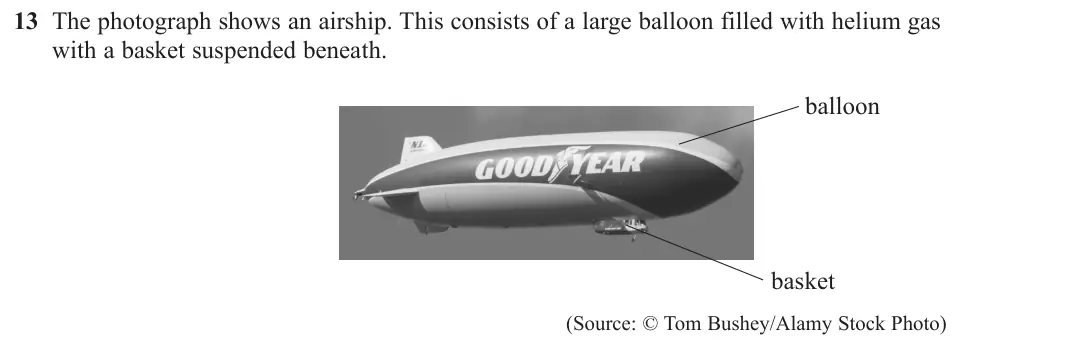 13 The photograph shows an airship. This consists of a large balloon filled with helium gas
with a basket suspended beneath.
balloon
GOODYEAR
basket
(Source: © Tom Bushey/Alamy Stock Photo)